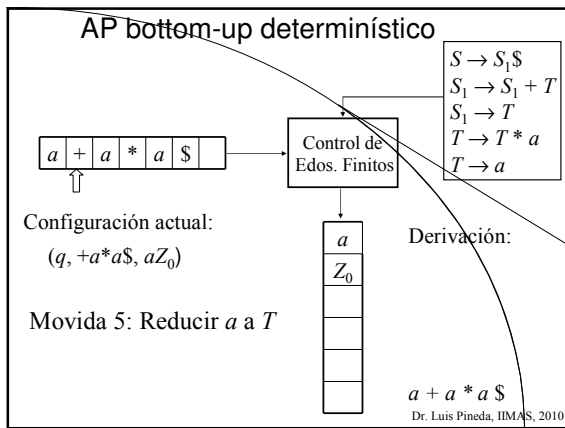 AP bottom-up determinístico
S → S₁$
S₁ → S₁ + T
S₁ → T
T → T * a
T → a
a + a * a $
Control de
Edos. Finitos
Configuración actual:
(q, +a*a$, aZ₀)
a
Z₀
Derivación:
Movida 5: Reducir a a T
a + a * a $
Dr. Luis Pineda, IIMAS, 2010